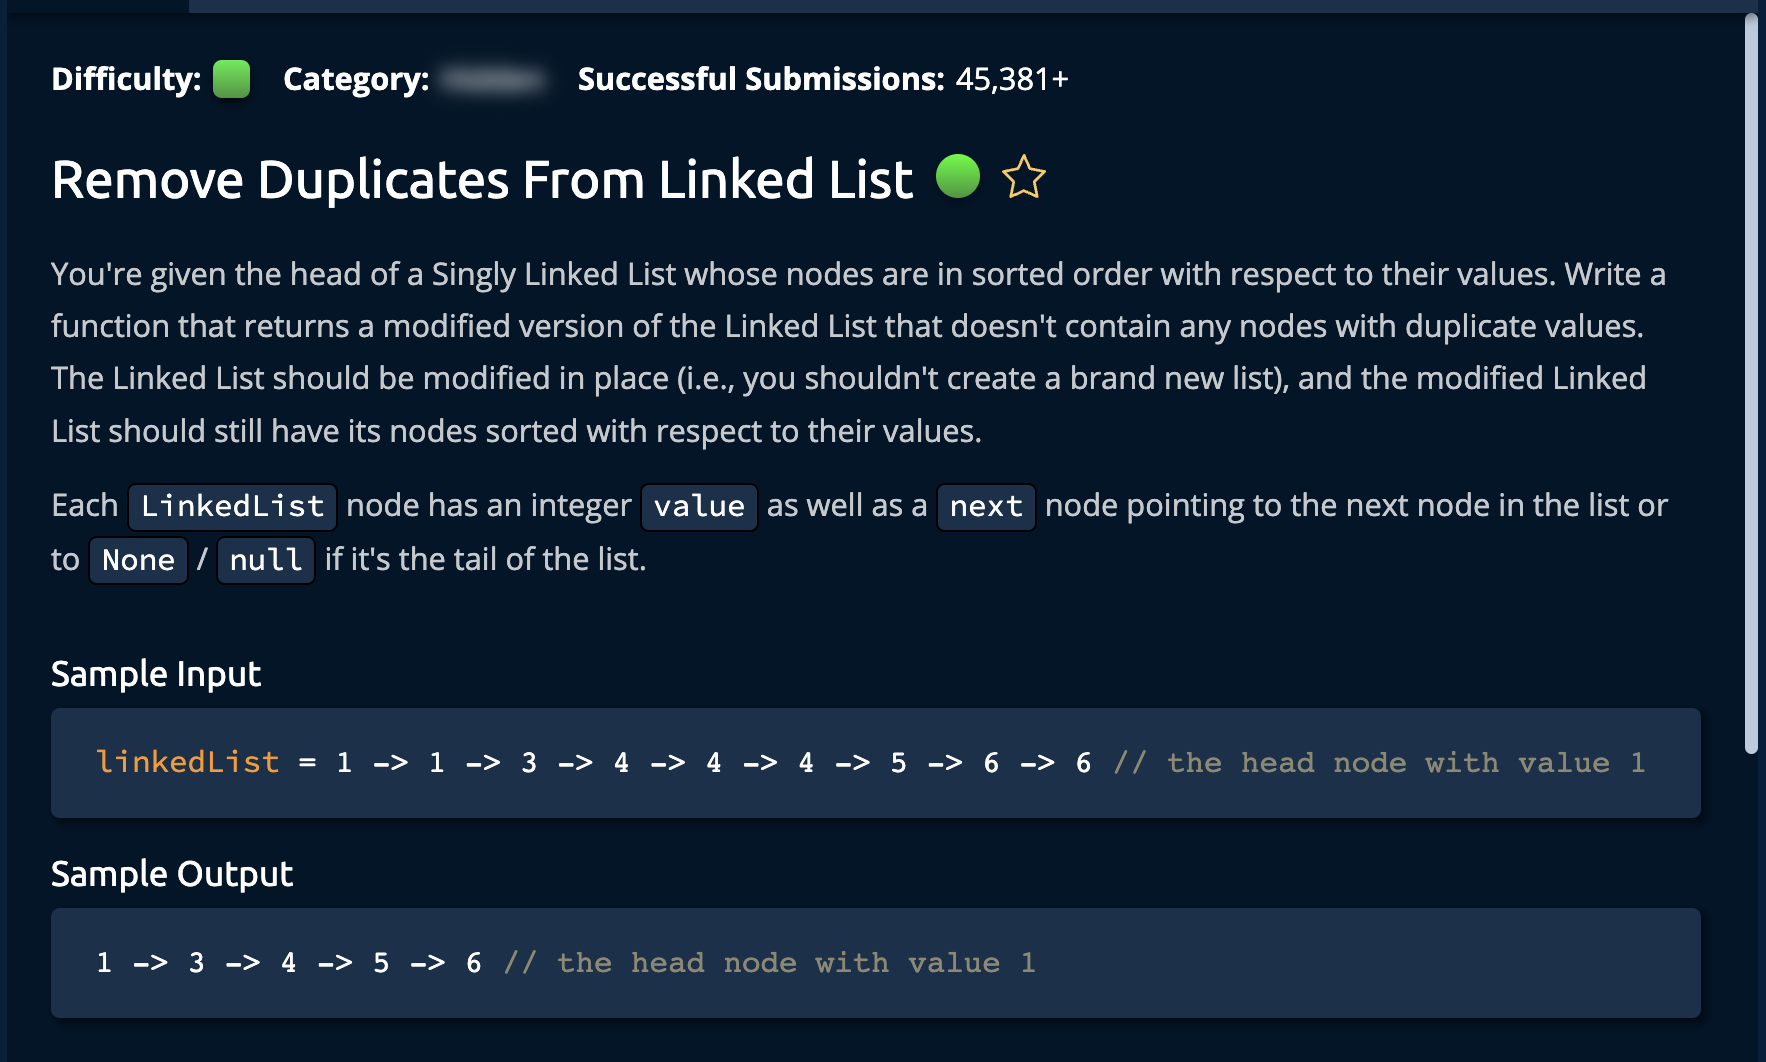 Difficulty: Category: Successful Submissions: 45,381+
Remove Duplicates From Linked List
You're given the head of a Singly Linked List whose nodes are in sorted order with respect to their values. Write a
function that returns a modified version of the Linked List that doesn't contain any nodes with duplicate values.
The Linked List should be modified in place (i.e., you shouldn't create a brand new list), and the modified Linked
List should still have its nodes sorted with respect to their values.
Each LinkedList node has an integer value as well as a next node pointing to the next node in the list or
to None / null if it's the tail of the list.
Sample Input
linkedList = 1 -> 1 -> 3 -> 4 -> 4 -> 4 -> 5 -> 6 -> 6 // the head node with value 1
Sample Output
1 -> 3 -> 4 -> 5 -> 6 // the head node with value 1